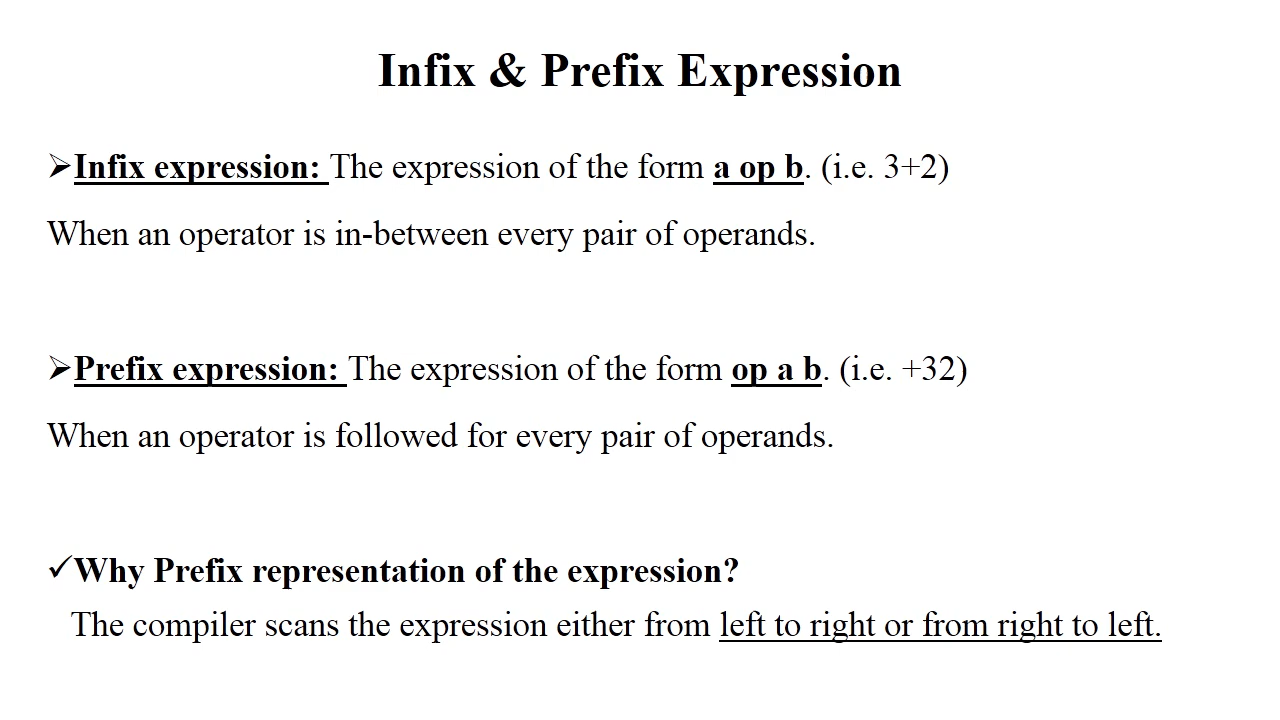 Infix & Prefix Expression
➢Infix expression: The expression of the form a op b. (i.e. 3+2)
When an operator is in-between every pair of operands.
➢Prefix expression: The expression of the form op a b. (i.e. +32)
When an operator is followed for every pair of operands.
✓Why Prefix representation of the expression?
The compiler scans the expression either from left to right or from right to left.